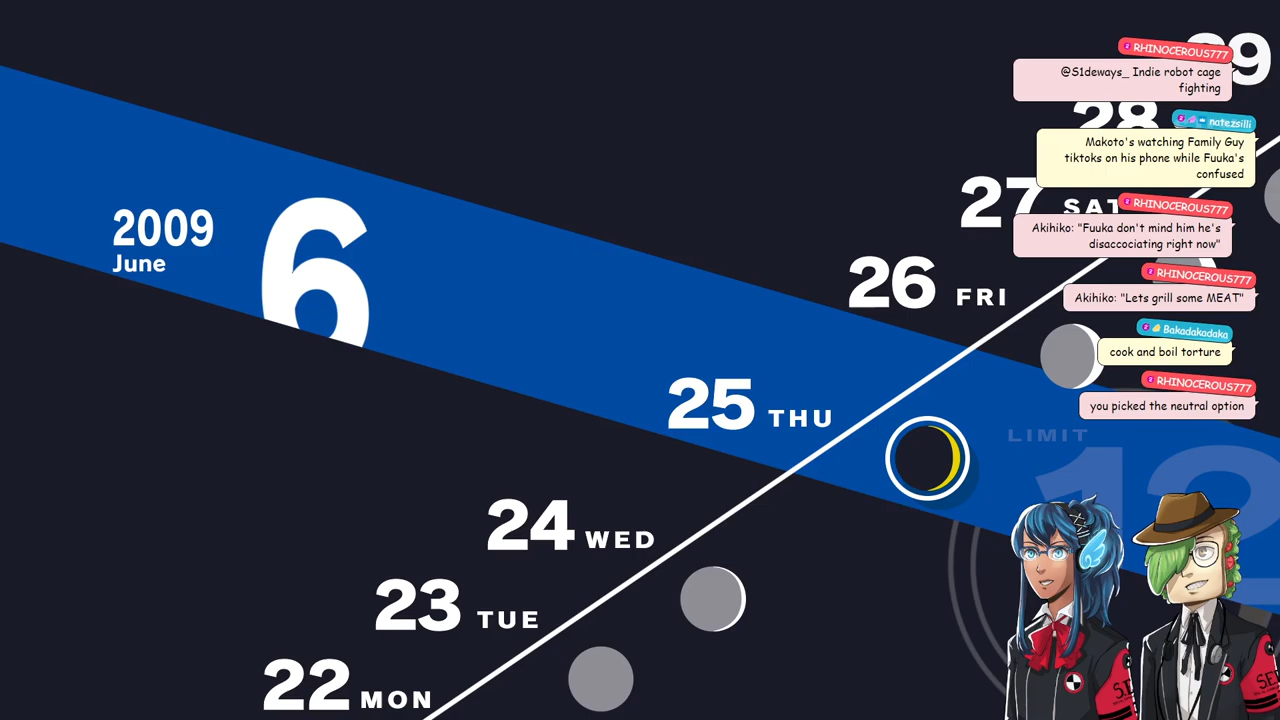 2009
June
6
29
28
27 SAT
26 FRI
25 THU
24 WED
23 TUE
22 MON
LIMIT
12
RHINOCEROUS777
@S1deways_ Indie robot cage
fighting
natezsilli
Makoto's watching Family Guy
tiktoks on his phone while Fuuka's
confused
RHINOCEROUS777
Akihiko: "Fuuka don't mind him he's
disaccociating right now"
RHINOCEROUS777
Akihiko: "Lets grill some MEAT"
Bakadakadaka
cook and boil torture
RHINOCEROUS777
you picked the neutral option